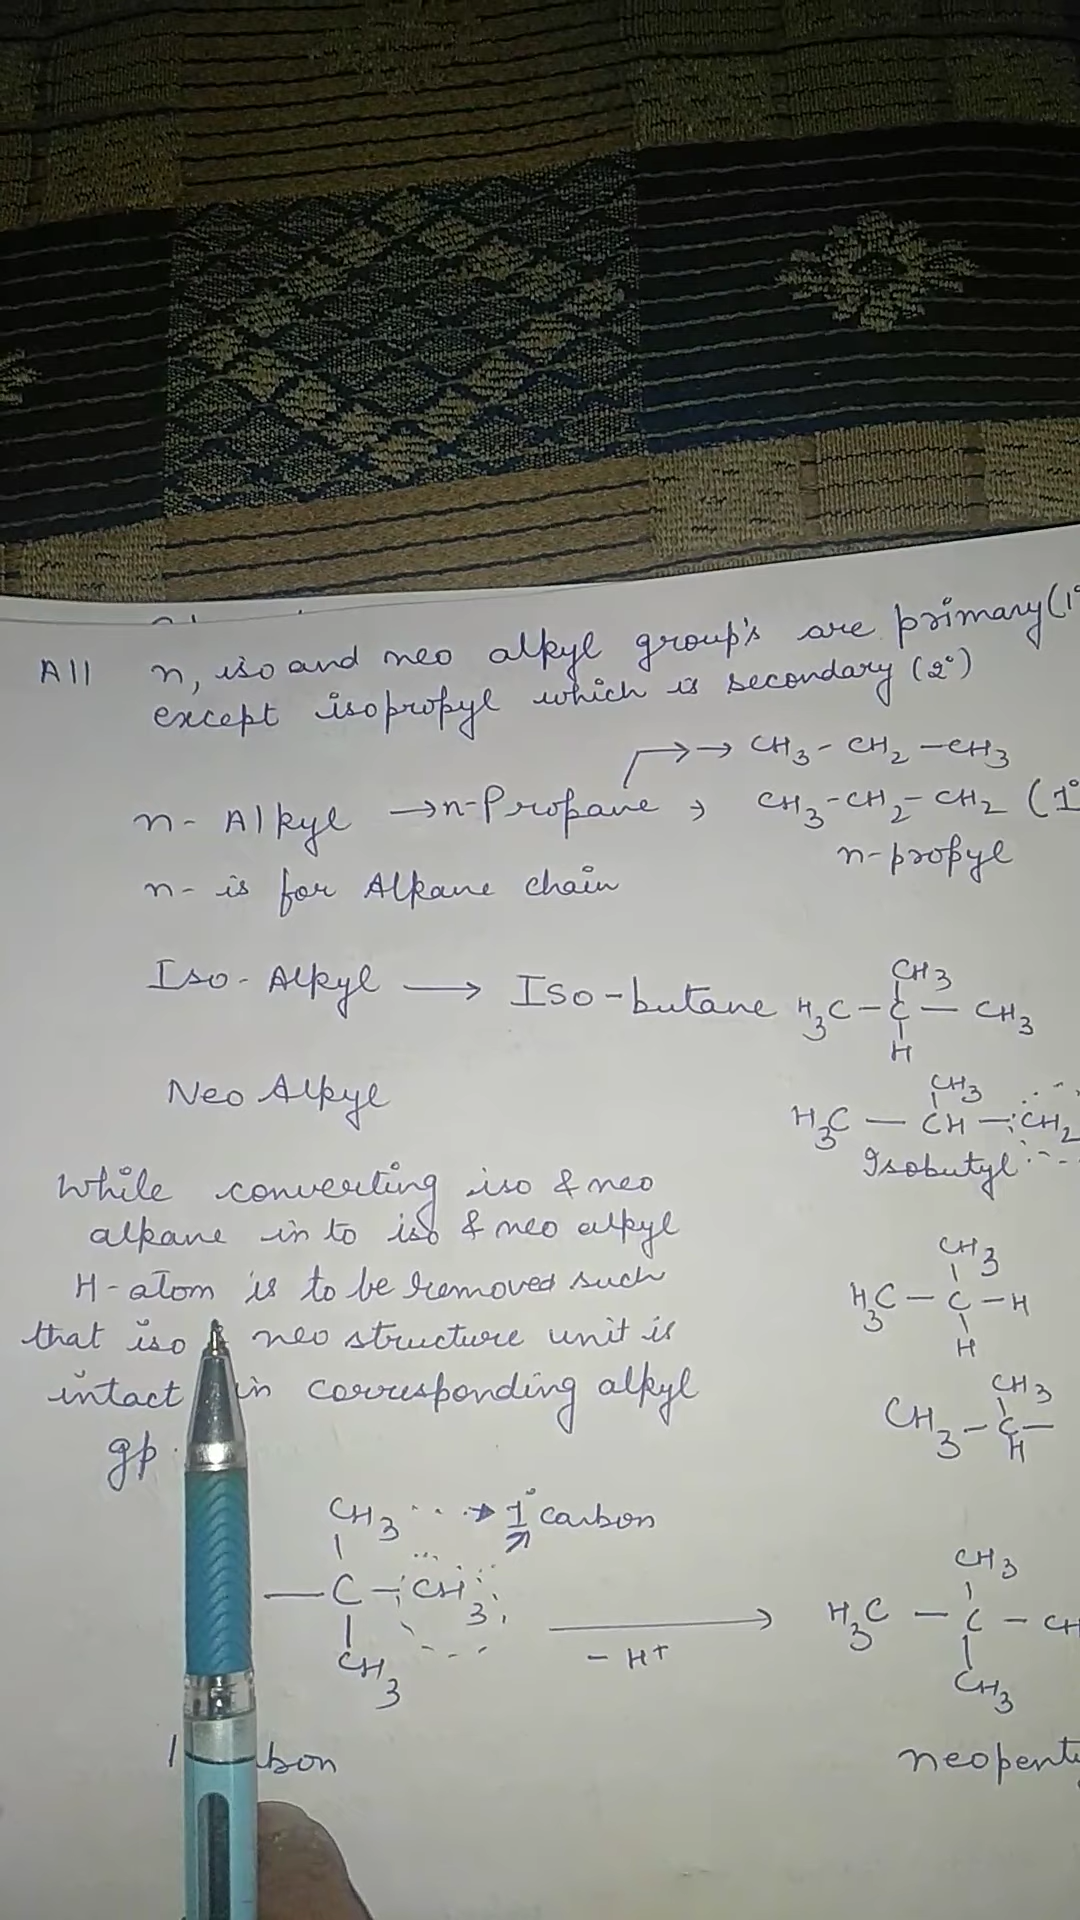 All n, iso and neo alkyl group's are primary (1°
except isopropyl which is secondary (2°)
→→ CH3 - CH2 - CH3
n- Alkyl → n-Propane , CH3-CH2-CH2 (1°
n-propyl
n- is for Alkane chain
Iso-Alkyl → Iso-butane H3C - C - CH3
CH3
H
Neo Alkyl
H3C - CH - CH2
CH3
Isobutyl
While converting iso & neo
alkane in to iso & neo alkyl
H-atom is to be removed such
that iso neo structure unit is
intact in corresponding alkyl
gp.
CH3
H3C - C - H
H
CH3
CH3 - C -
H
CH3 → 1° carbon
- C - CH3
CH3
- H+
CH3
H3C - C - CH
CH3
1 bon
neopenty